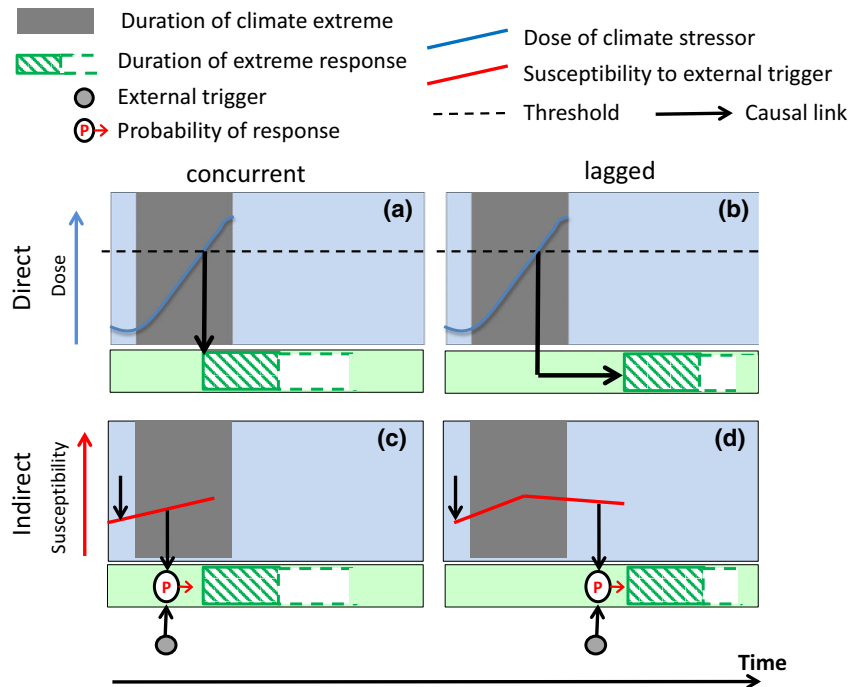 Duration of climate extreme
Duration of extreme response
External trigger
P
Probability of response
Dose of climate stressor
Susceptibility to external trigger
Threshold
Causal link
concurrent
lagged
Direct
Dose
(a)
(b)
Indirect
Susceptibility
(c)
(d)
P
P
Time